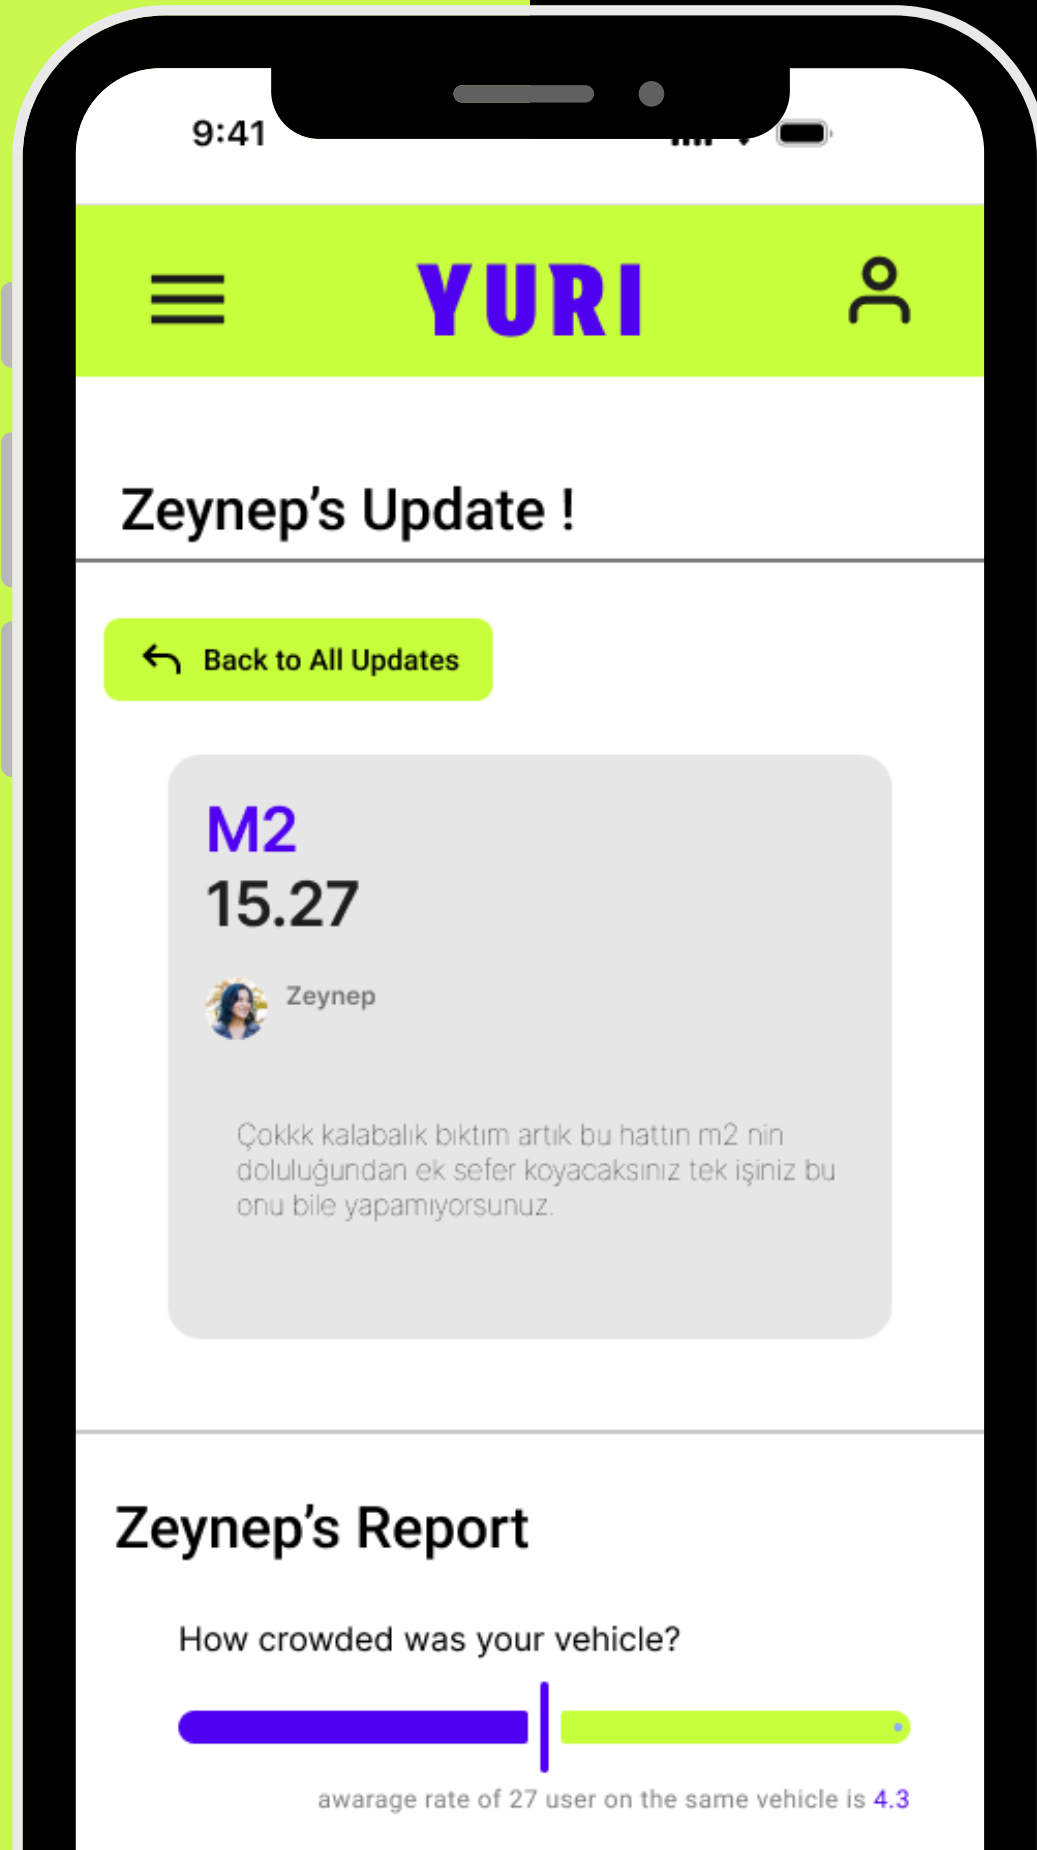 9:41
YURI
Zeynep’s Update !
Back to All Updates
M2
15.27
Zeynep
Çokkk kalabalık bıktım artık bu hattın m2 nin
doluluğundan ek sefer koyacaksınız tek işiniz bu
onu bile yapamıyorsunuz.
Zeynep’s Report
How crowded was your vehicle?
awarage rate of 27 user on the same vehicle is 4.3